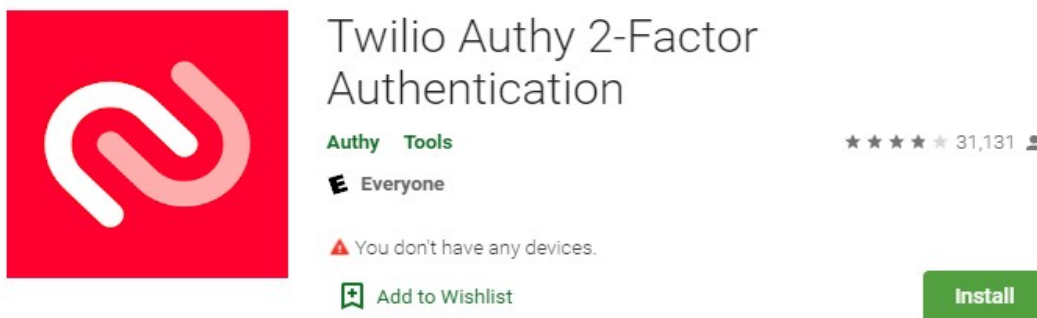 Twilio Authy 2-Factor
Authentication
Authy Tools
31,131
E Everyone
You don't have any devices.
Add to Wishlist
Install